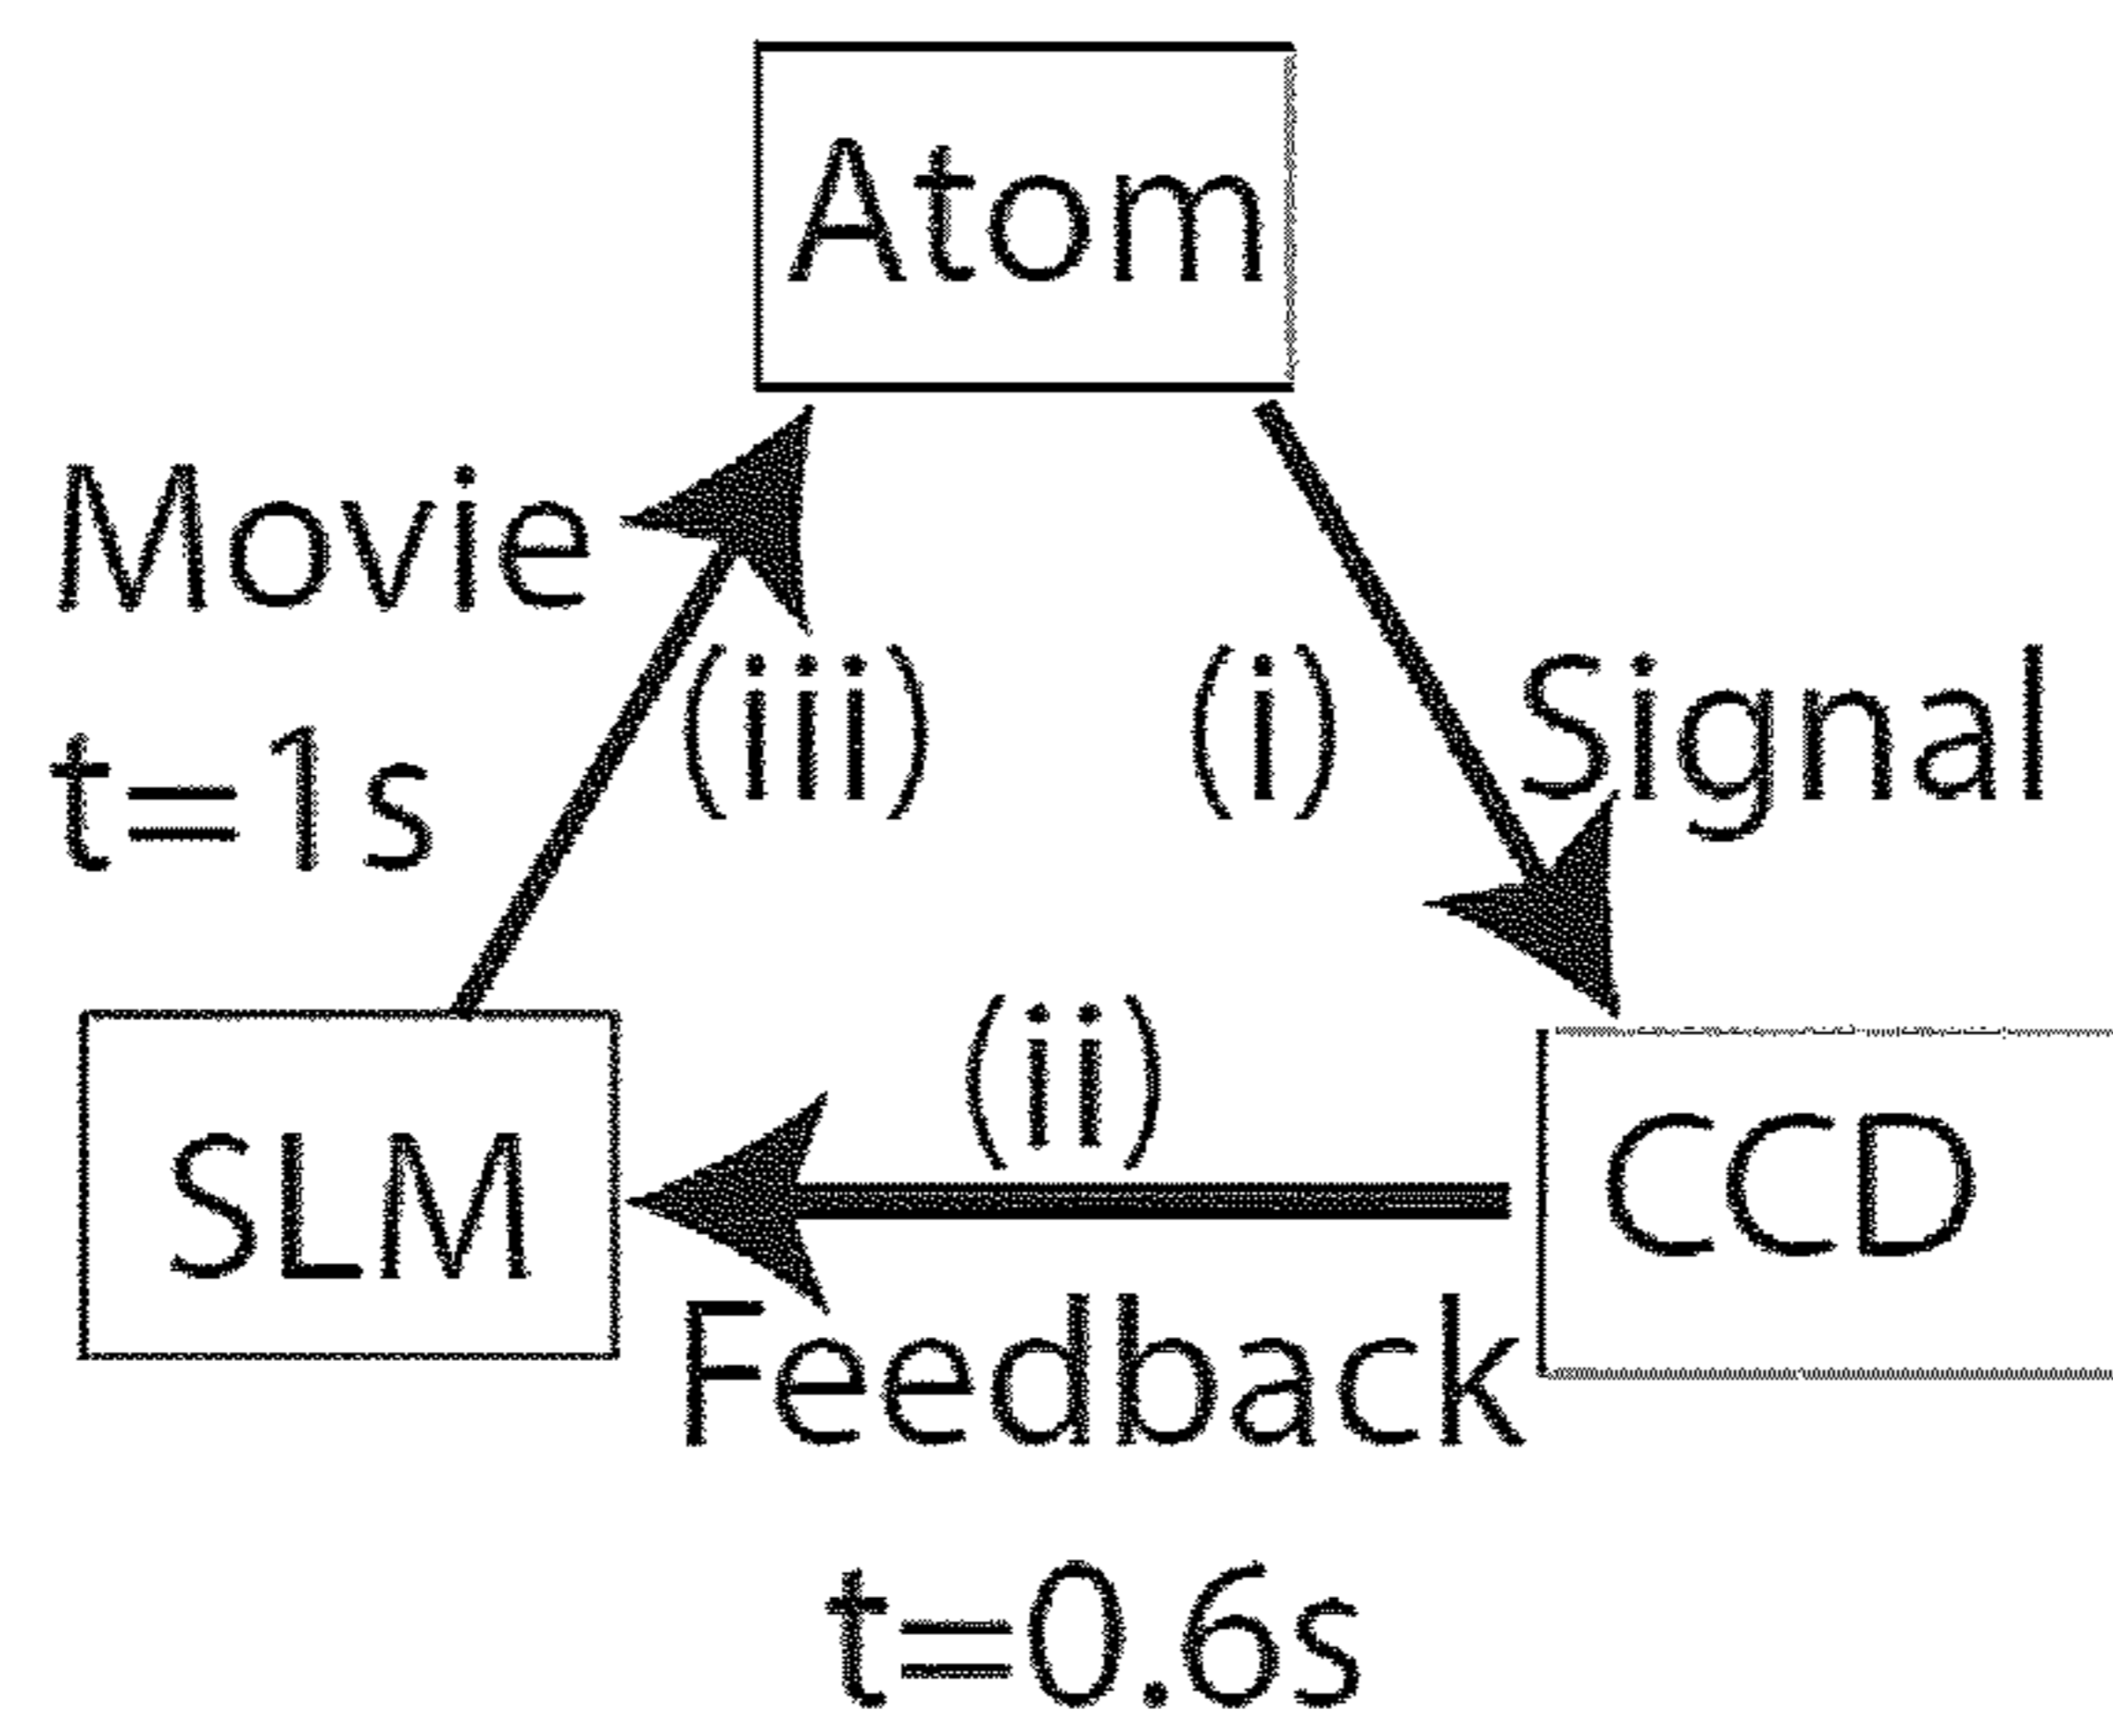 Atom
Movie
t=1s
(iii)
(i)
Signal
(ii)
SLM
CCD
Feedback
t=0.6s